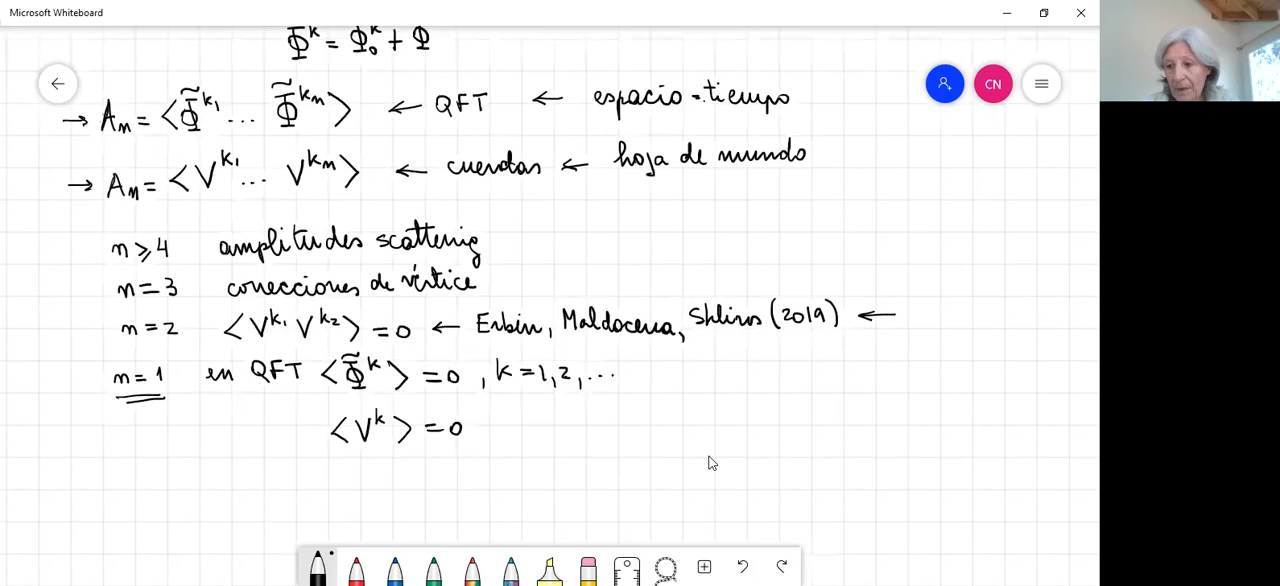 Microsoft Whiteboard
Φ̃^k = Φ_0^k + φ
CN
→ A_n = ⟨Φ̃^{k_1} ... Φ̃^{k_n}⟩ ← QFT ← espacio-tiempo
→ A_n = ⟨V^{k_1} ... V^{k_n}⟩ ← cuerdas ← hoja de mundo
n ⩾ 4 amplitudes scattering
n = 3 correcciones de vértice
n = 2 ⟨V^{k_1} V^{k_2}⟩ = 0 ← Erbin, Maldacena, Skliros (2019) ←
n = 1 en QFT ⟨Φ̃^k⟩ = 0, k = 1, 2, ...
⟨V^k⟩ = 0